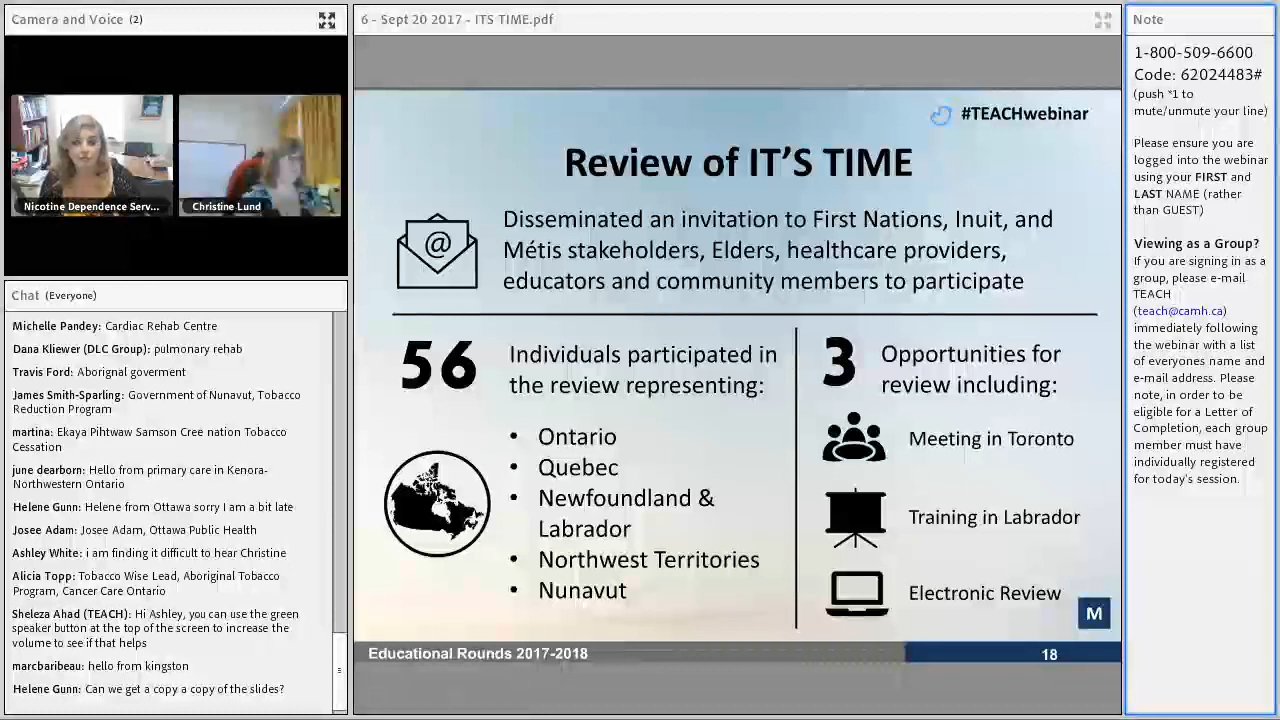 Camera and Voice (2)
Nicotine Dependence Serv...
Christine Lund
Chat (Everyone)
Michelle Pandey: Cardiac Rehab Centre
Dana Kliewer (DLC Group): pulmonary rehab
Travis Ford: Aborignal goverment
James Smith-Sparling: Government of Nunavut, Tobacco
Reduction Program
martina: Ekaya Pihtwaw Samson Cree nation Tobacco
Cessation
june dearborn: Hello from primary care in Kenora-
Northwestern Ontario
Helene Gunn: Helene from Ottawa sorry I am a bit late
Josee Adam: Josee Adam, Ottawa Public Health
Ashley White: i am finding it difficult to hear Christine
Alicia Topp: Tobacco Wise Lead, Aboriginal Tobacco
Program, Cancer Care Ontario
Sheleza Ahad (TEACH): Hi Ashley, you can use the green
speaker button at the top of the screen to increase the
volume to see if that helps
marcbaribeau: hello from kingston
Helene Gunn: Can we get a copy a copy of the slides?
6 - Sept 20 2017 - ITS TIME.pdf
#TEACHwebinar
Review of IT'S TIME
@
Disseminated an invitation to First Nations, Inuit, and
Métis stakeholders, Elders, healthcare providers,
educators and community members to participate
56
Individuals participated in
the review representing:
• Ontario
• Quebec
• Newfoundland &
Labrador
• Northwest Territories
• Nunavut
3
Opportunities for
review including:
Meeting in Toronto
Training in Labrador
Electronic Review
M
Educational Rounds 2017-2018
18
Note
1-800-509-6600
Code: 62024483#
(push *1 to
mute/unmute your line)
Please ensure you are
logged into the webinar
using your FIRST and
LAST NAME (rather
than GUEST)
Viewing as a Group?
If you are signing in as a
group, please e-mail
TEACH
(teach@camh.ca)
immediately following
the webinar with a list
of everyones name and
e-mail address. Please
note, in order to be
eligible for a Letter of
Completion, each group
member must have
individually registered
for today's session.